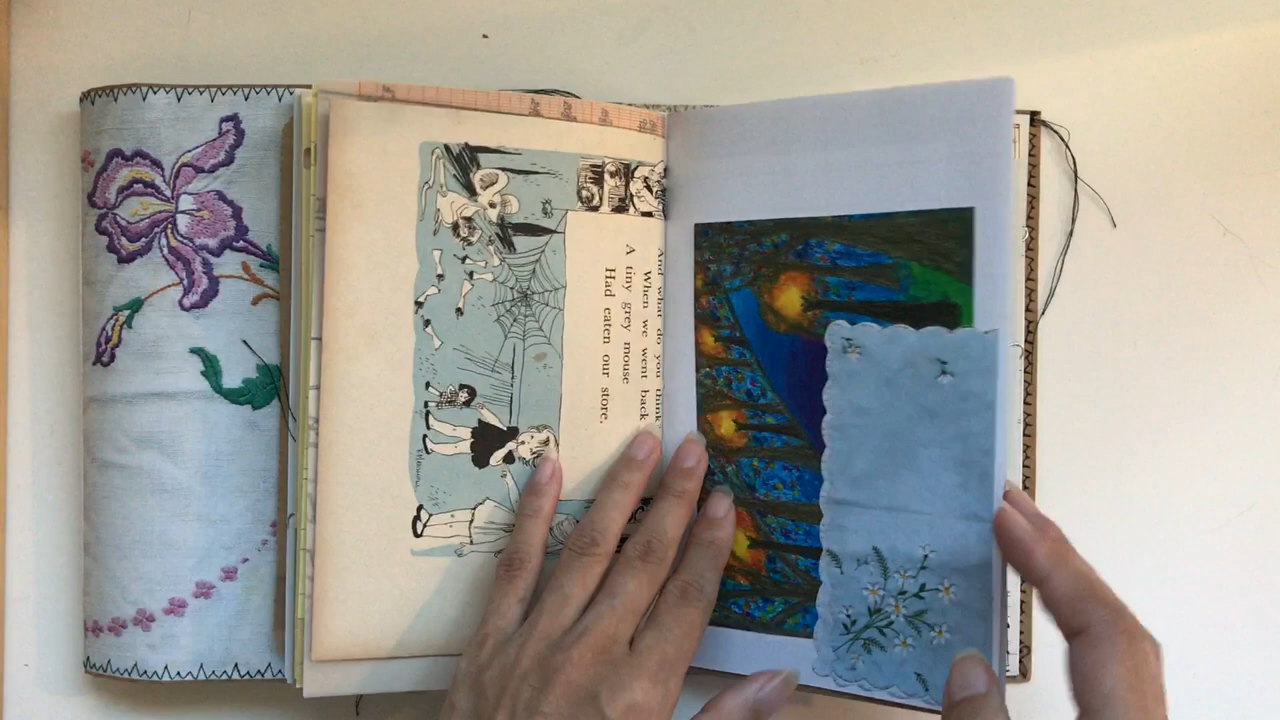 And what do you think?
When we went back
A tiny grey mouse
Had eaten our store.